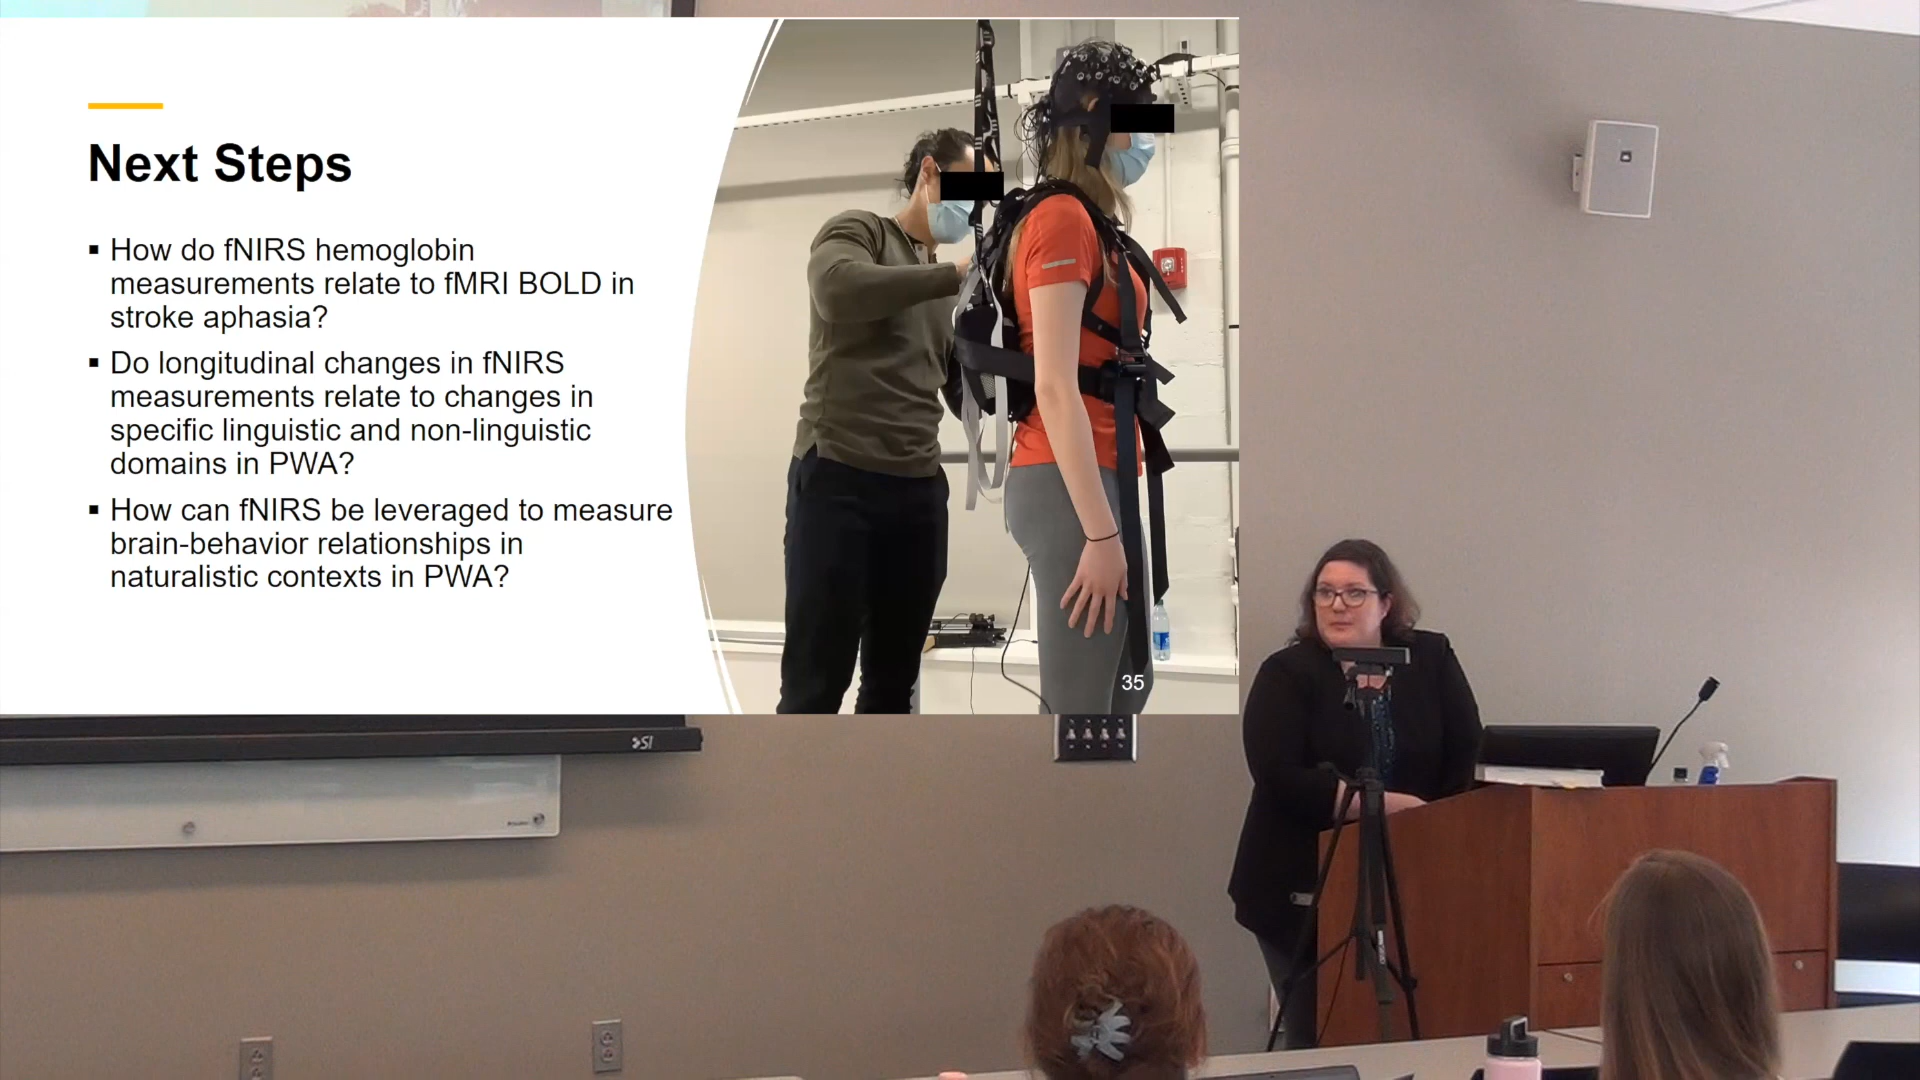 Next Steps
▪ How do fNIRS hemoglobin
measurements relate to fMRI BOLD in
stroke aphasia?
▪ Do longitudinal changes in fNIRS
measurements relate to changes in
specific linguistic and non-linguistic
domains in PWA?
▪ How can fNIRS be leveraged to measure
brain-behavior relationships in
naturalistic contexts in PWA?
35
SI